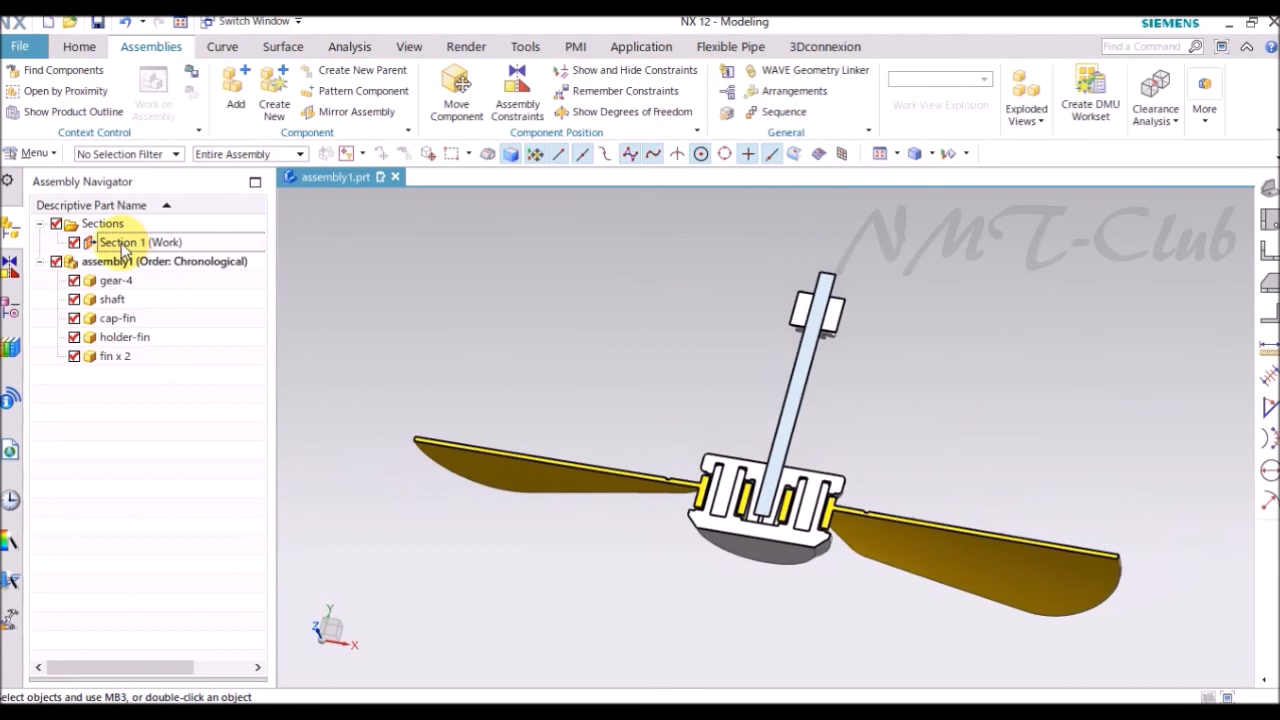 NX
Switch Window
NX 12 - Modeling
SIEMENS
File Home Assemblies Curve Surface Analysis View Render Tools PMI Application Flexible Pipe 3Dconnexion
Find a Command
Find Components
Open by Proximity
Show Product Outline
Work on Assembly
Context Control
Add
Create New
Create New Parent
Pattern Component
Mirror Assembly
Component
Move Component
Assembly Constraints
Show and Hide Constraints
Remember Constraints
Show Degrees of Freedom
Component Position
WAVE Geometry Linker
Arrangements
Sequence
General
Work View Explosion
Exploded Views
Create DMU Workset
Clearance Analysis
More
Menu
No Selection Filter
Entire Assembly
Assembly Navigator
assembly1.prt
Descriptive Part Name
Sections
Section 1 (Work)
assembly1 (Order: Chronological)
gear-4
shaft
cap-fin
holder-fin
fin x 2
NMT-Club
Y
Z
X
elect objects and use MB3, or double-click an object